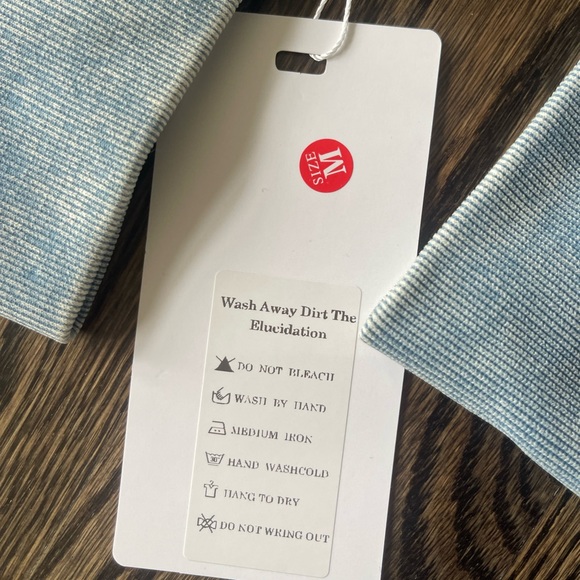 SIZE M
Wash Away Dirt The
Elucidation
DO NOT BLEACH
WASH BY HAND
MEDIUM IRON
30°
HAND WASHCOLD
HANG TO DRY
DO NOT WRING OUT